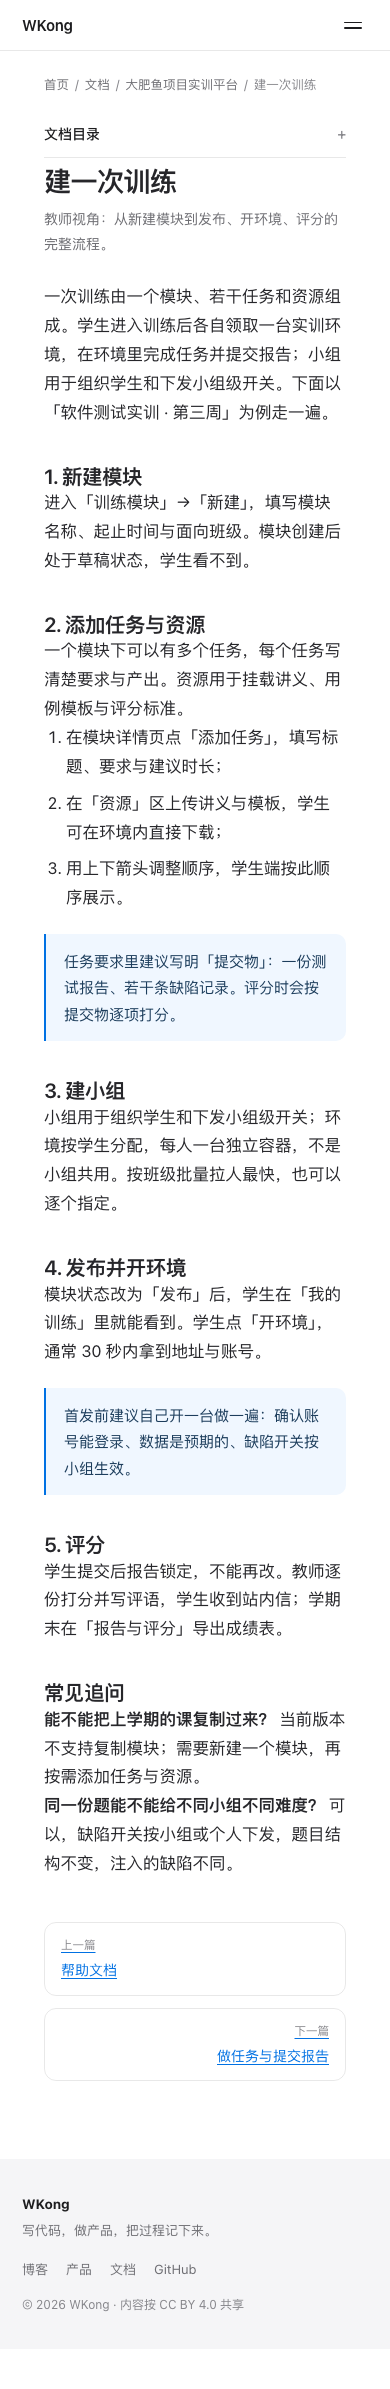 WKong
首页 / 文档 / 大肥鱼项目实训平台 / 建一次训练
文档目录 +
建一次训练
教师视角：从新建模块到发布、开环境、评分的
完整流程。
一次训练由一个模块、若干任务和资源组
成。学生进入训练后各自领取一台实训环
境，在环境里完成任务并提交报告；小组
用于组织学生和下发小组级开关。下面以
「软件测试实训 · 第三周」为例走一遍。
1. 新建模块
进入「训练模块」→「新建」，填写模块
名称、起止时间与面向班级。模块创建后
处于草稿状态，学生看不到。
2. 添加任务与资源
一个模块下可以有多个任务，每个任务写
清楚要求与产出。资源用于挂载讲义、用
例模板与评分标准。
1. 在模块详情页点「添加任务」，填写标
题、要求与建议时长；
2. 在「资源」区上传讲义与模板，学生
可在环境内直接下载；
3. 用上下箭头调整顺序，学生端按此顺
序展示。
任务要求里建议写明「提交物」：一份测
试报告、若干条缺陷记录。评分时会按
提交物逐项打分。
3. 建小组
小组用于组织学生和下发小组级开关；环
境按学生分配，每人一台独立容器，不是
小组共用。按班级批量拉人最快，也可以
逐个指定。
4. 发布并开环境
模块状态改为「发布」后，学生在「我的
训练」里就能看到。学生点「开环境」，
通常 30 秒内拿到地址与账号。
首发前建议自己开一台做一遍：确认账
号能登录、数据是预期的、缺陷开关按
小组生效。
5. 评分
学生提交后报告锁定，不能再改。教师逐
份打分并写评语，学生收到站内信；学期
末在「报告与评分」导出成绩表。
常见追问
能不能把上学期的课复制过来？ 当前版本
不支持复制模块；需要新建一个模块，再
按需添加任务与资源。
同一份题能不能给不同小组不同难度？ 可
以，缺陷开关按小组或个人下发，题目结
构不变，注入的缺陷不同。
上一篇
帮助文档
下一篇
做任务与提交报告
WKong
写代码，做产品，把过程记下来。
博客 产品 文档 GitHub
© 2026 WKong · 内容按 CC BY 4.0 共享